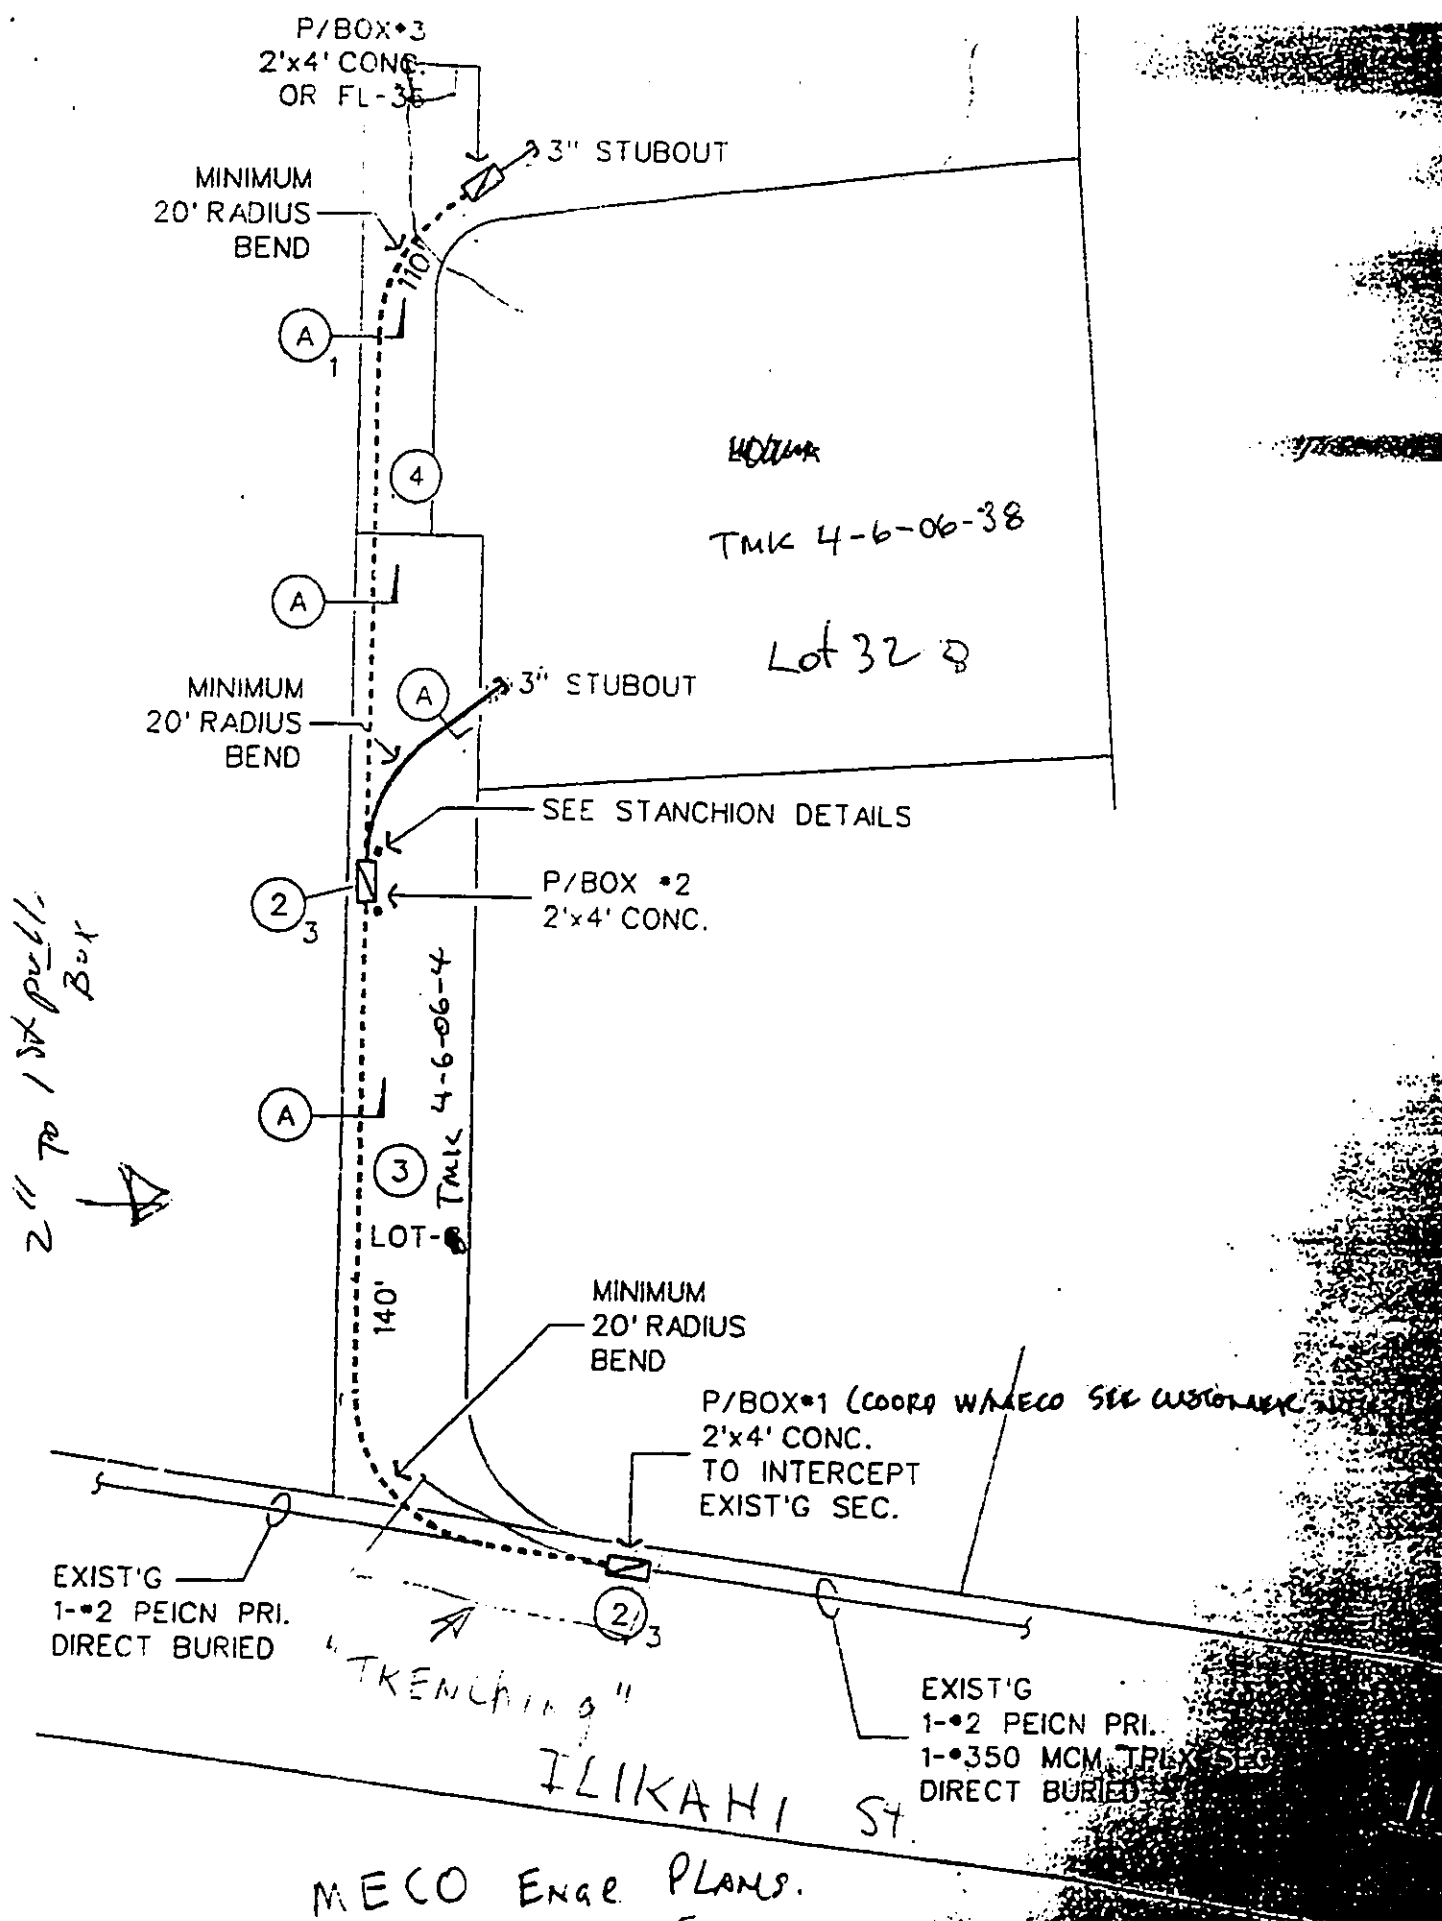 P/BOX•3
2'x4' CONC.
OR FL-36
3" STUBOUT
MINIMUM
20' RADIUS
BEND
110'
A
1
4
TMK 4-6-06-38
Lot 32
A
MINIMUM
20' RADIUS
BEND
A
3" STUBOUT
SEE STANCHION DETAILS
2
3
P/BOX •2
2'x4' CONC.
2" To 1st pull
Box
TMK 4-6-06-4
A
3
LOT-
140'
MINIMUM
20' RADIUS
BEND
P/BOX•1 (COORD W/MECO SEE CUSTOMER
2'x4' CONC.
TO INTERCEPT
EXIST'G SEC.
EXIST'G
1-•2 PEICN PRI.
DIRECT BURIED
2
3
"TRENChing"
EXIST'G
1-•2 PEICN PRI.
1-•350 MCM TPLX SEC
DIRECT BURIED
ILIKAHI St.
MECO ENGR PLANS.